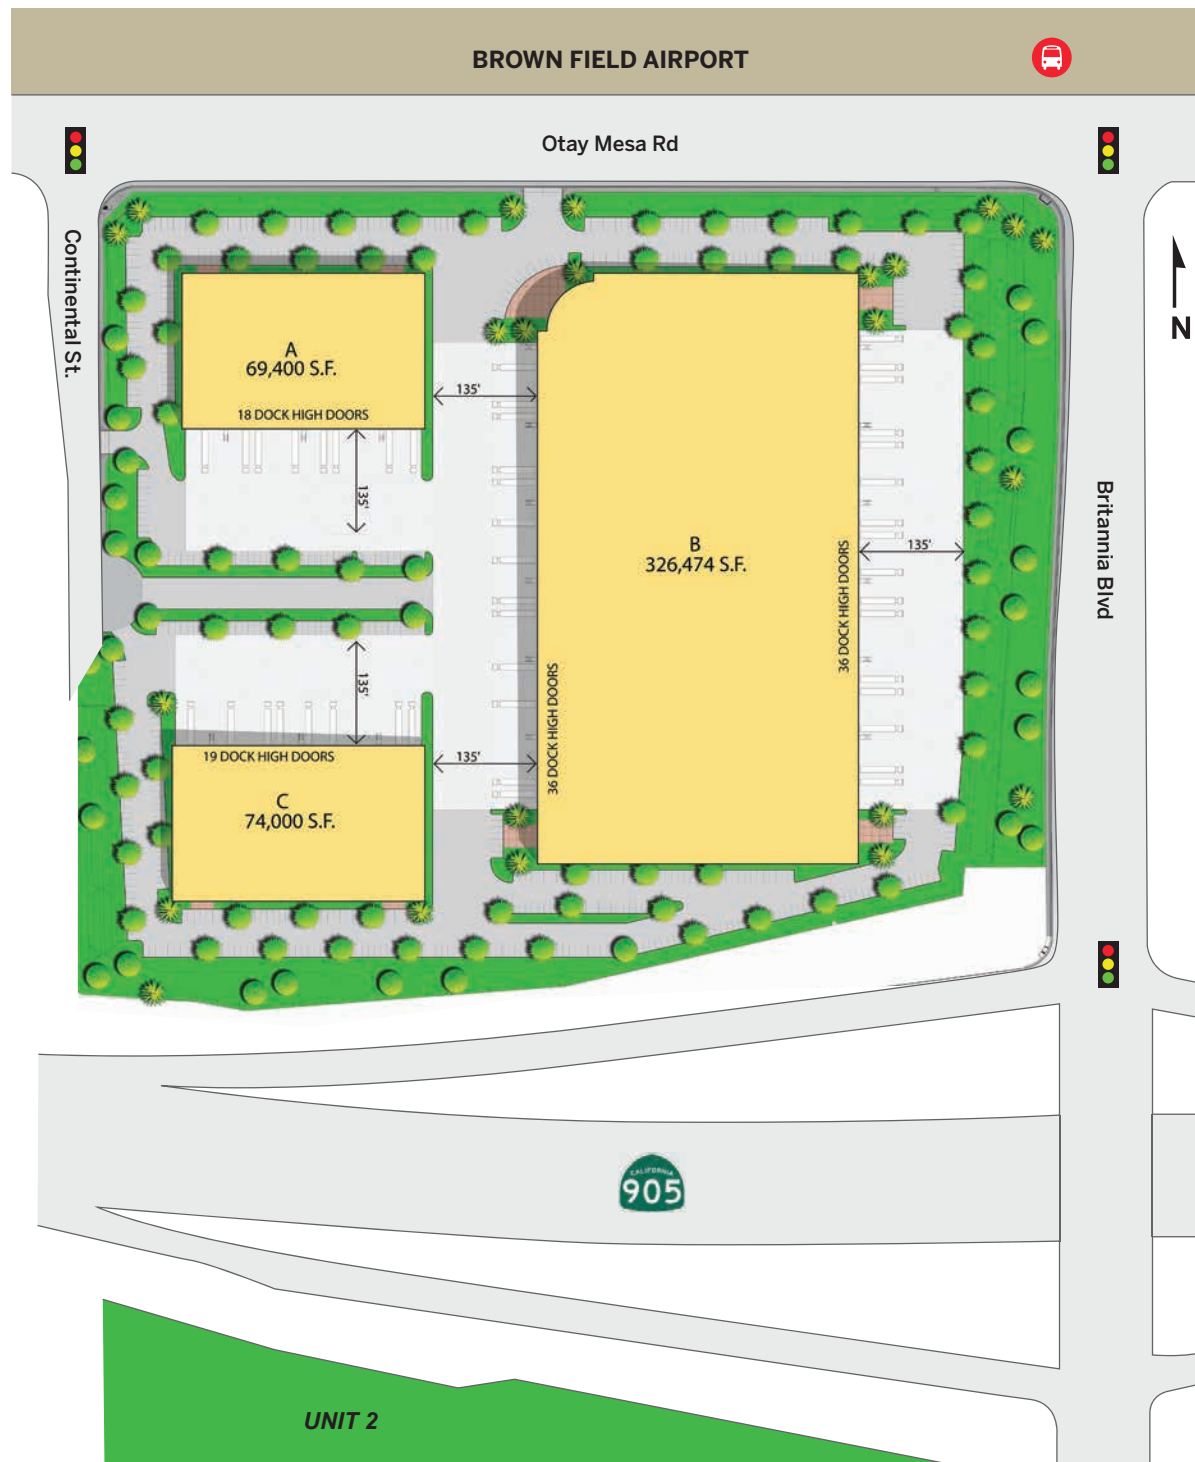 BROWN FIELD AIRPORT
Otay Mesa Rd
Continental St.
N
A
69,400 S.F.
18 DOCK HIGH DOORS
135'
135'
B
326,474 S.F.
36 DOCK HIGH DOORS
36 DOCK HIGH DOORS
135'
Britannia Blvd
135'
135'
19 DOCK HIGH DOORS
C
74,000 S.F.
CALIFORNIA
905
UNIT 2